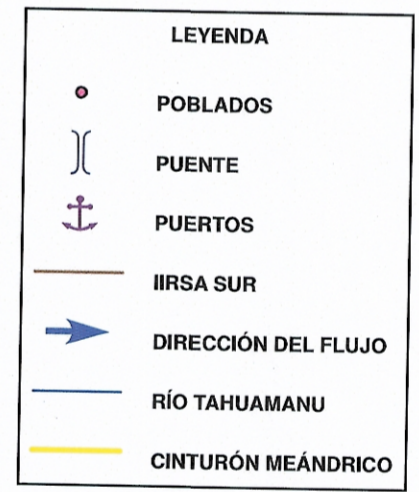 LEYENDA
POBLADOS
PUENTE
PUERTOS
IIRSA SUR
DIRECCIÓN DEL FLUJO
RÍO TAHUAMANU
CINTURÓN MEÁNDRICO